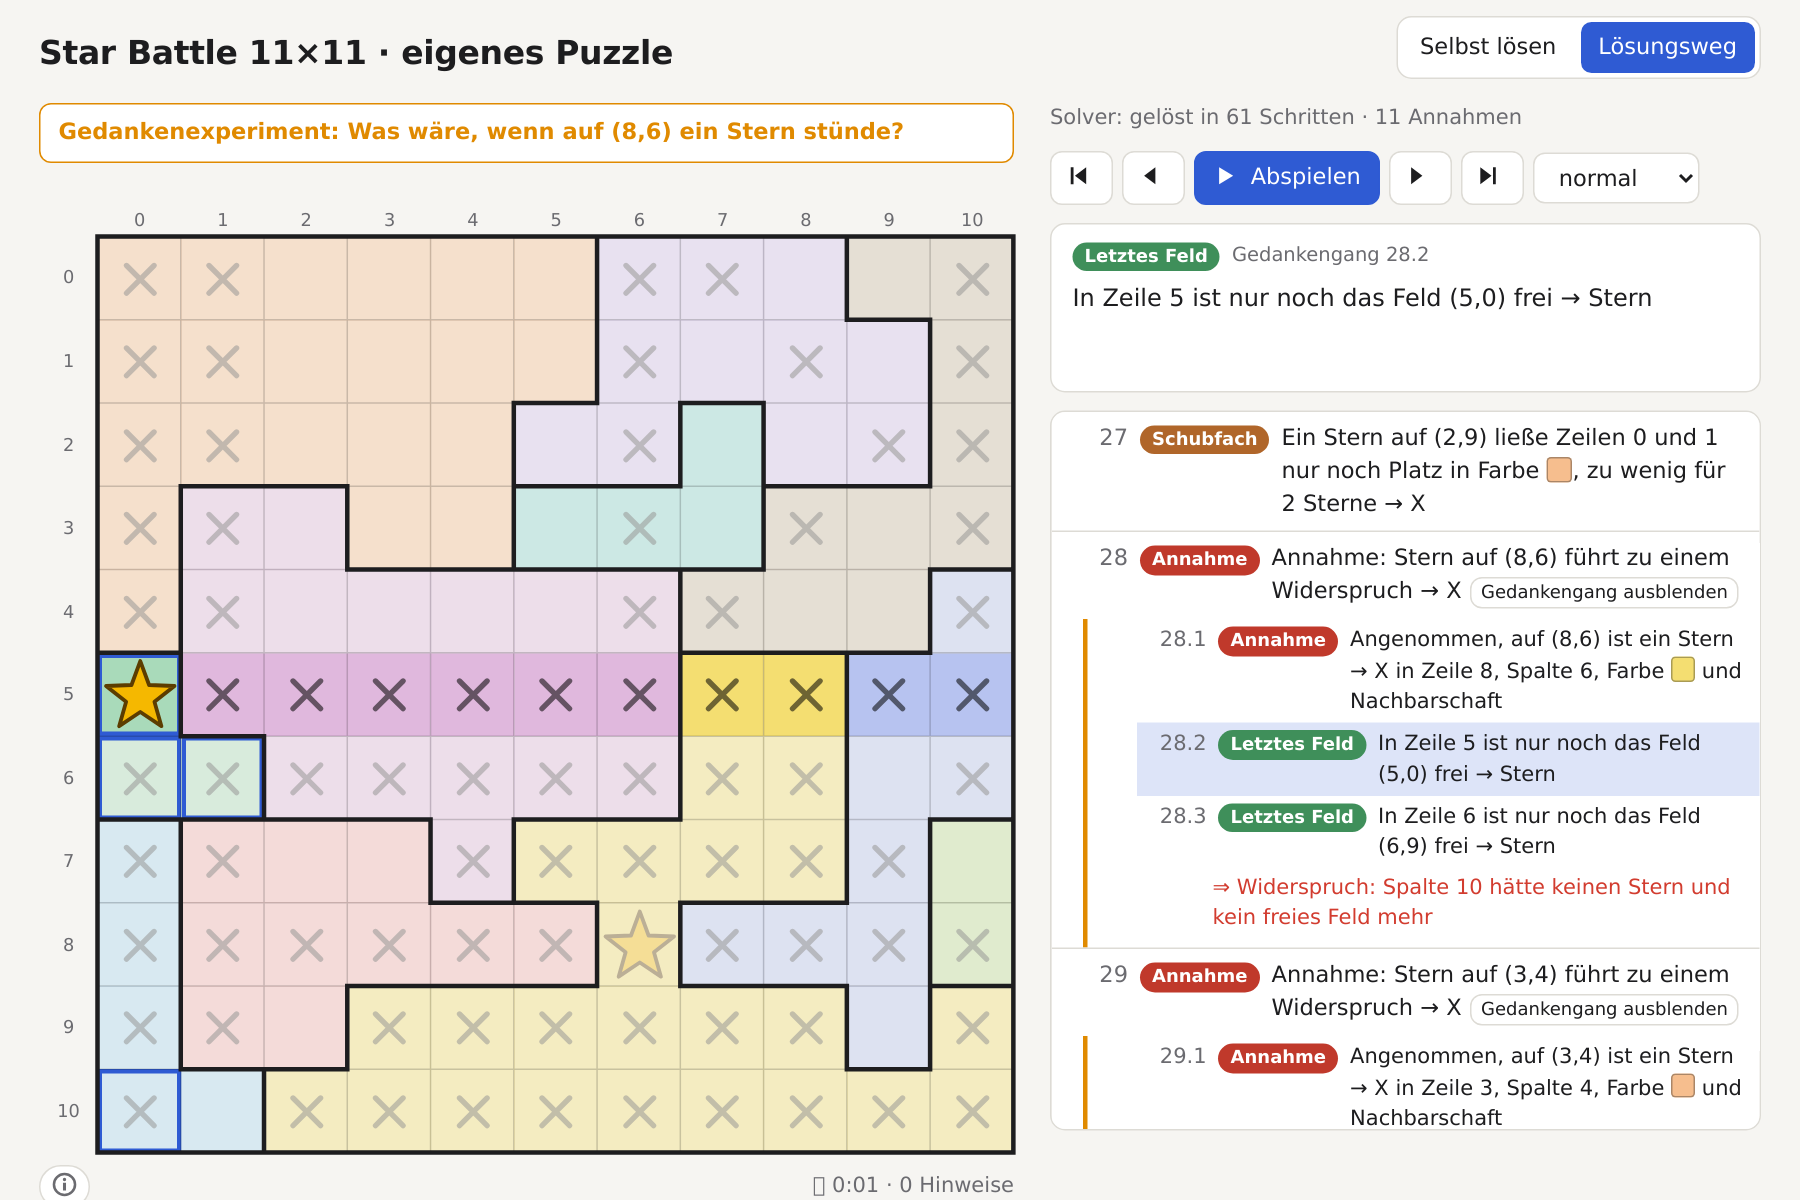 Star Battle 11×11 · eigenes Puzzle
Selbst lösen
Lösungsweg
Gedankenexperiment: Was wäre, wenn auf (8,6) ein Stern stünde?
Solver: gelöst in 61 Schritten · 11 Annahmen
Abspielen
normal
0 1 2 3 4 5 6 7 8 9 10
0
1
2
3
4
5
6
7
8
9
10
Letztes Feld Gedankengang 28.2
In Zeile 5 ist nur noch das Feld (5,0) frei → Stern
27 Schubfach Ein Stern auf (2,9) ließe Zeilen 0 und 1
nur noch Platz in Farbe , zu wenig für
2 Sterne → X
28 Annahme Annahme: Stern auf (8,6) führt zu einem
Widerspruch → X Gedankengang ausblenden
28.1 Annahme Angenommen, auf (8,6) ist ein Stern
→ X in Zeile 8, Spalte 6, Farbe und
Nachbarschaft
28.2 Letztes Feld In Zeile 5 ist nur noch das Feld
(5,0) frei → Stern
28.3 Letztes Feld In Zeile 6 ist nur noch das Feld
(6,9) frei → Stern
⇒ Widerspruch: Spalte 10 hätte keinen Stern und
kein freies Feld mehr
29 Annahme Annahme: Stern auf (3,4) führt zu einem
Widerspruch → X Gedankengang ausblenden
29.1 Annahme Angenommen, auf (3,4) ist ein Stern
→ X in Zeile 3, Spalte 4, Farbe und
Nachbarschaft
0:01 · 0 Hinweise